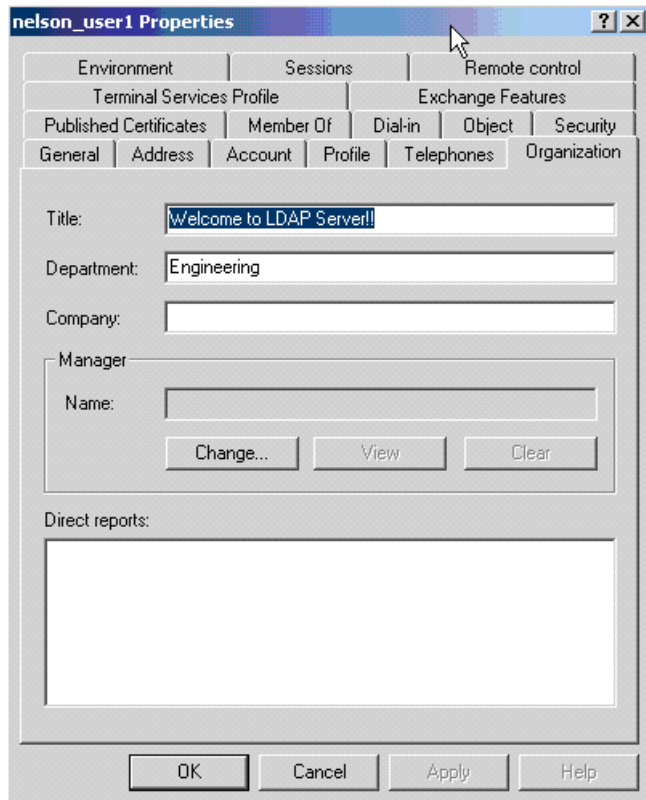 nelson_user1 Properties
Environment Sessions Remote control
Terminal Services Profile Exchange Features
Published Certificates Member Of Dial-in Object Security
General Address Account Profile Telephones Organization
Title: Welcome to LDAP Server!!
Department: Engineering
Company:
Manager
Name:
Change... View Clear
Direct reports:
OK Cancel Apply Help